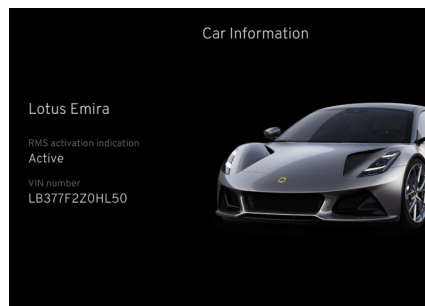 Car Information
Lotus Emira
RMS activation indication
Active
VIN number
LB377F2Z0HL50